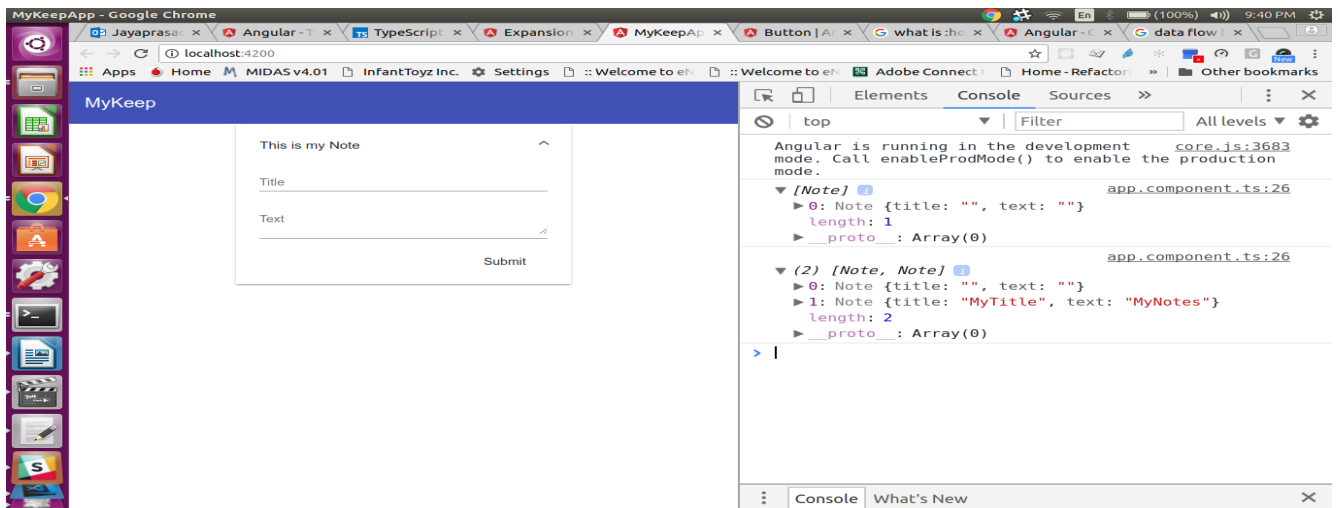 MyKeepApp - Google Chrome
En
(100%)
9:40 PM
Jayaprasad
Angular - T
TypeScript
Expansion
MyKeepAp
Button | A
what is :ho
Angular - C
data flow b
localhost:4200
New
Apps
Home
MIDAS v4.01
InfantToyz Inc.
Settings
:: Welcome to eN
:: Welcome to eN
Adobe Connect
Home - Refactor
»
Other bookmarks
MyKeep
This is my Note
Title
Text
Submit
Elements Console Sources »
top Filter All levels
Angular is running in the development core.js:3683
mode. Call enableProdMode() to enable the production
mode.
[Note] app.component.ts:26
0: Note {title: "", text: ""}
length: 1
__proto__: Array(0)
app.component.ts:26
(2) [Note, Note]
0: Note {title: "", text: ""}
1: Note {title: "MyTitle", text: "MyNotes"}
length: 2
__proto__: Array(0)
>
Console What's New